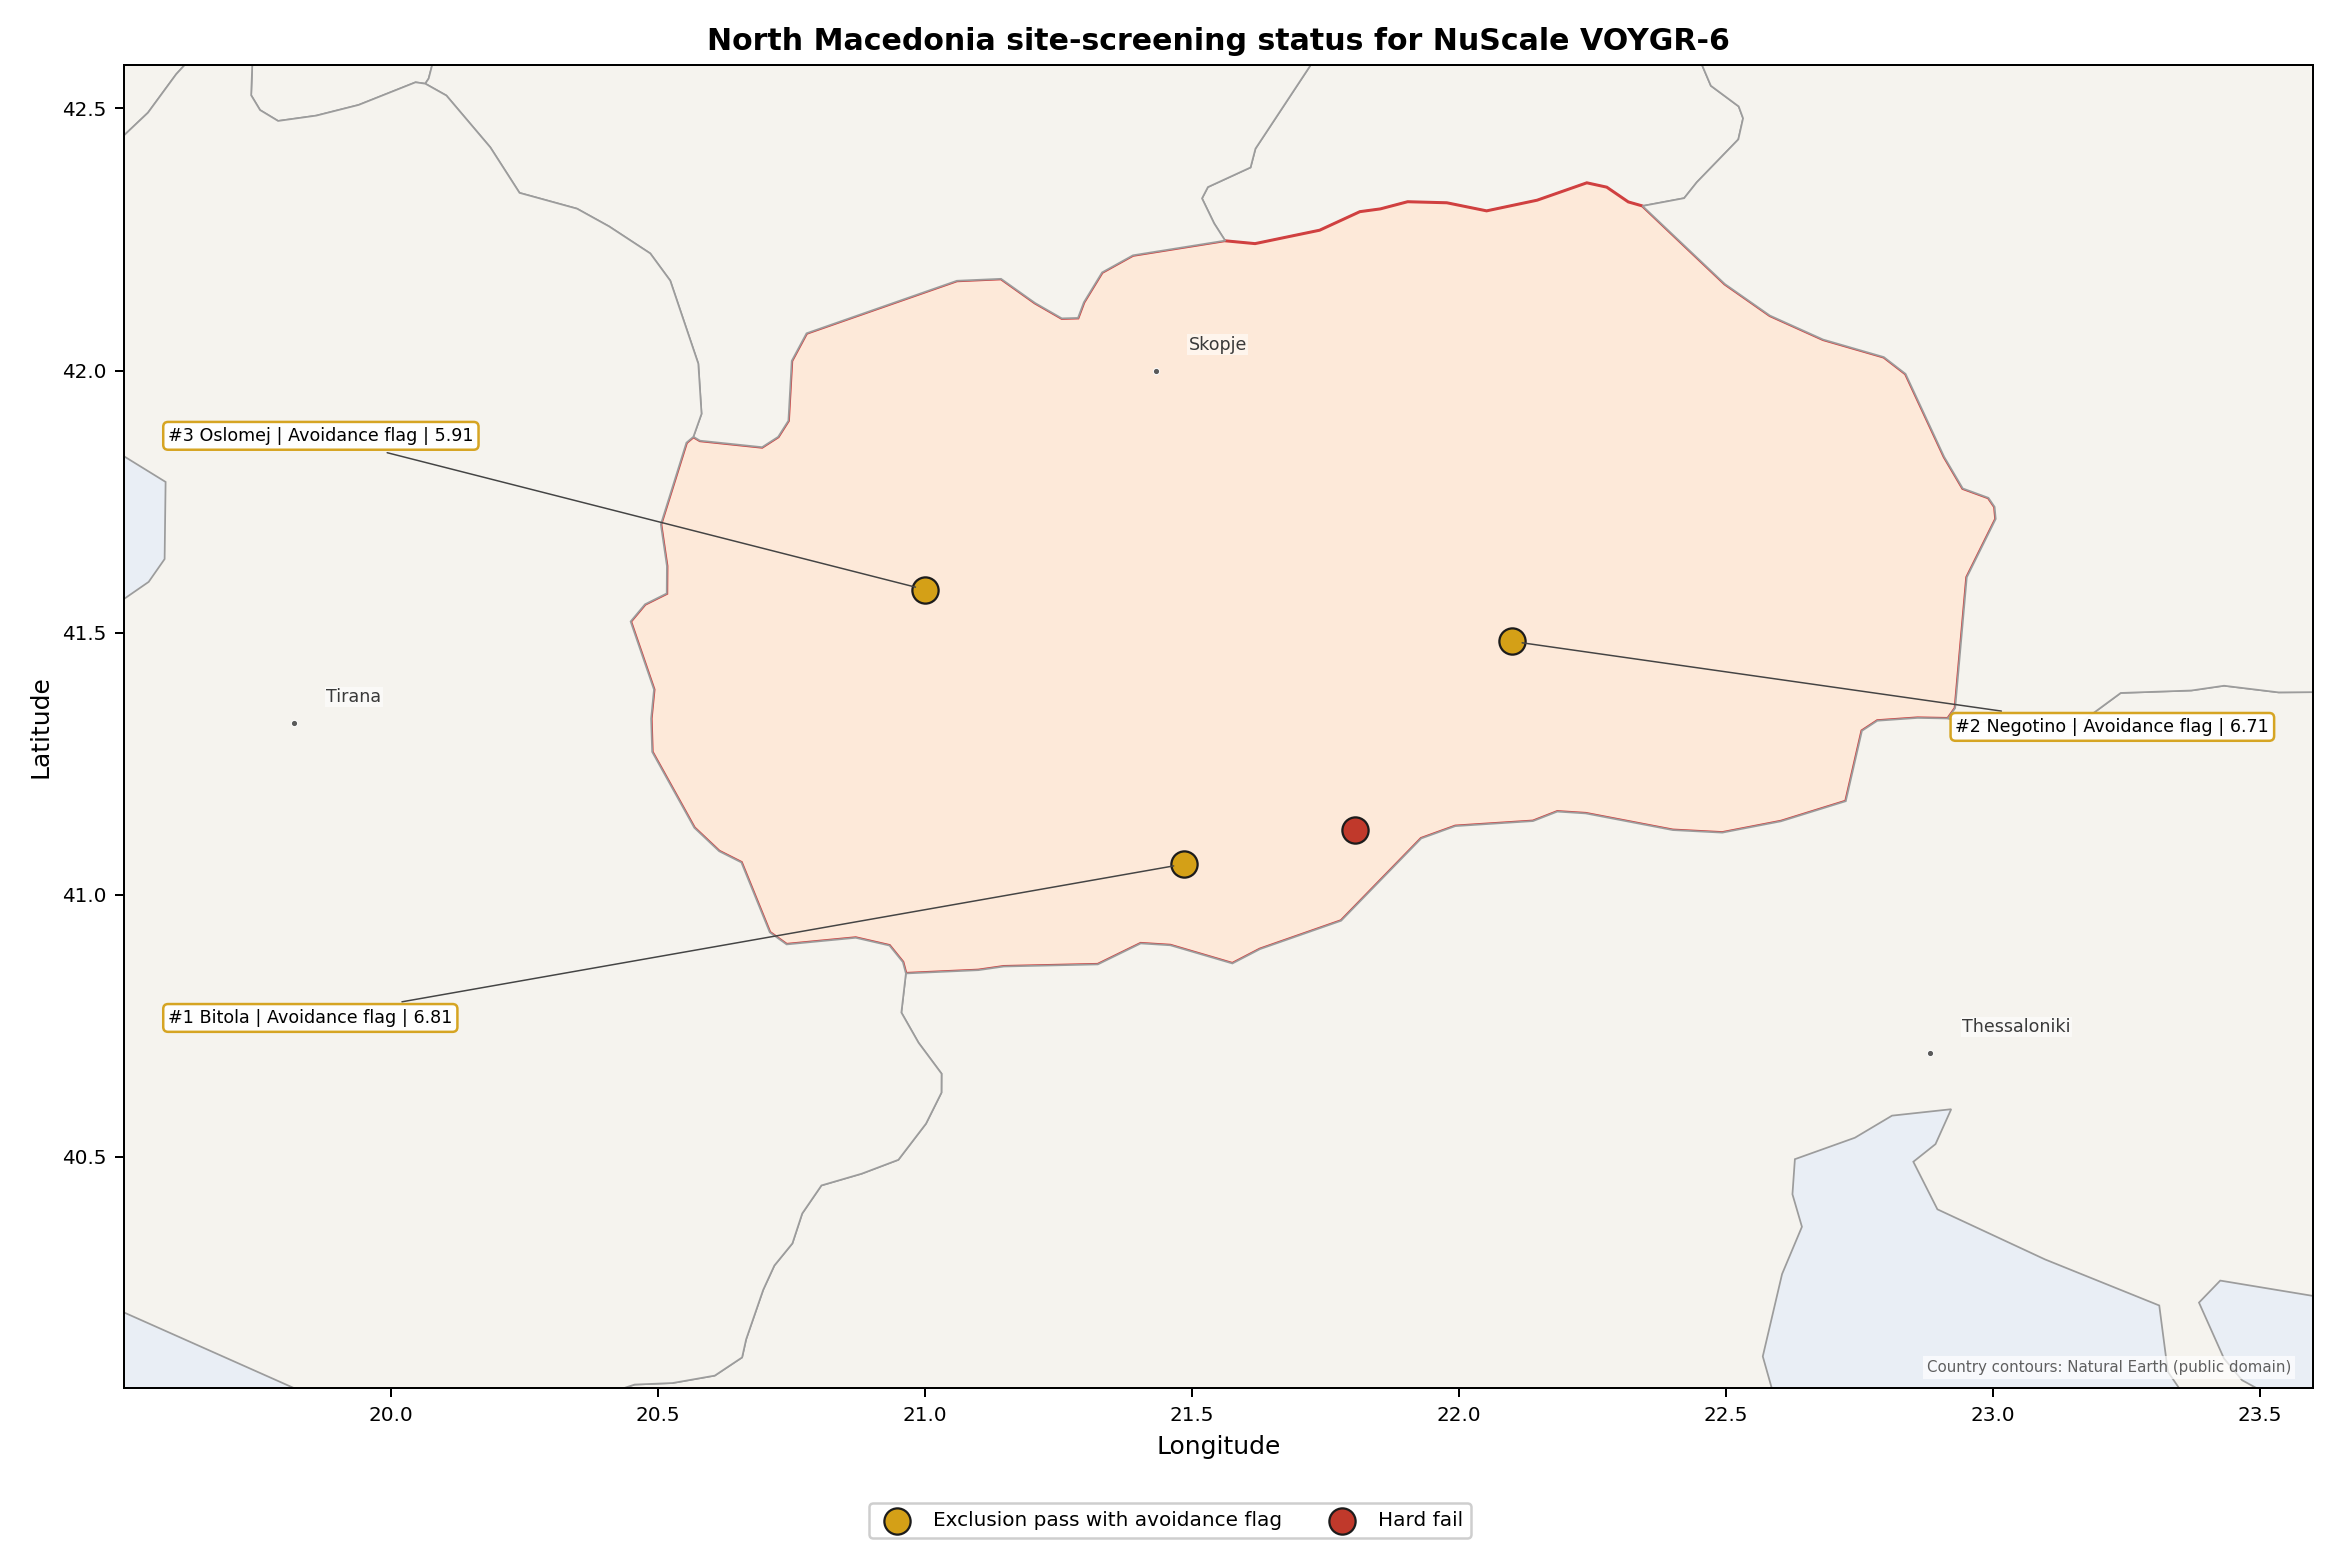 North Macedonia site-screening status for NuScale VOYGR-6
42.5
42.0
41.5
41.0
40.5
Latitude
Skopje
#3 Oslomej | Avoidance flag | 5.91
Tirana
#2 Negotino | Avoidance flag | 6.71
#1 Bitola | Avoidance flag | 6.81
Thessaloniki
Country contours: Natural Earth (public domain)
20.0 20.5 21.0 21.5 22.0 22.5 23.0 23.5
Longitude
Exclusion pass with avoidance flag Hard fail